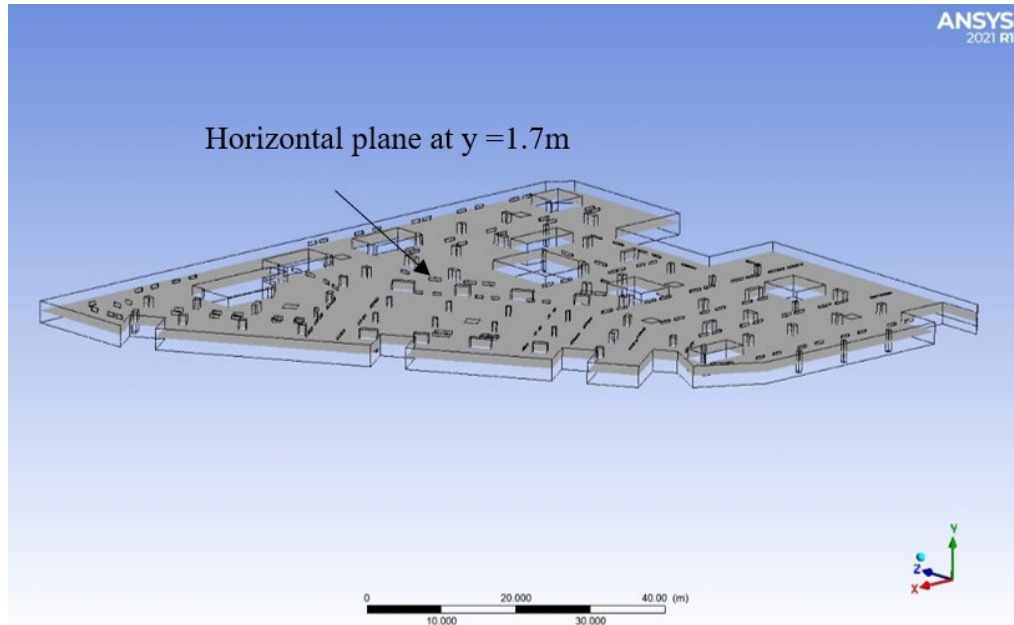 ANSYS
2021 R1
Horizontal plane at y =1.7m
Y
Z
X
0 20.000 40.00 (m)
10.000 30.000